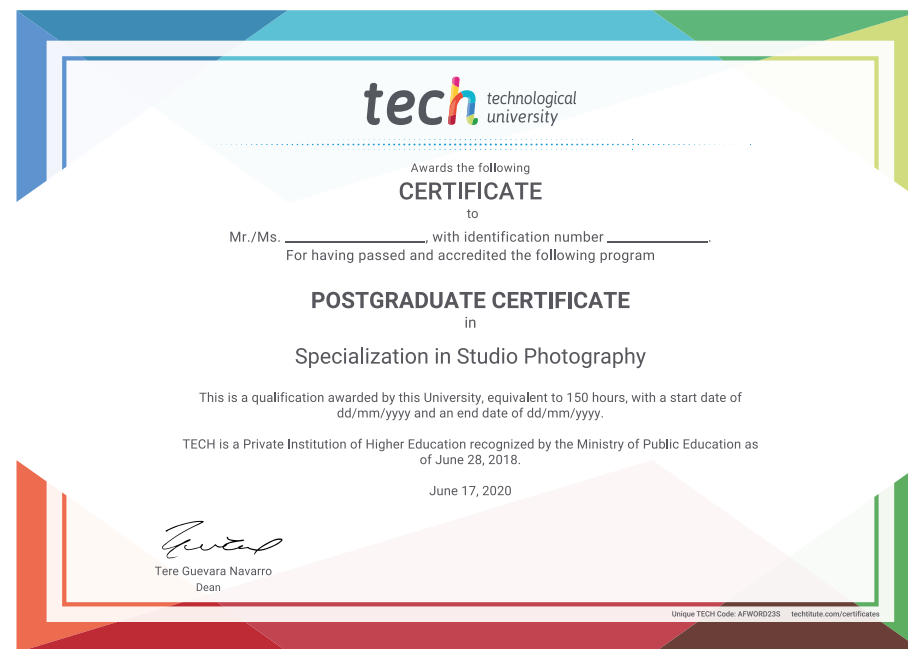 tech technological
university
Awards the following
CERTIFICATE
to
Mr./Ms. ____________________, with identification number ______________.
For having passed and accredited the following program
POSTGRADUATE CERTIFICATE
in
Specialization in Studio Photography
This is a qualification awarded by this University, equivalent to 150 hours, with a start date of
dd/mm/yyyy and an end date of dd/mm/yyyy.
TECH is a Private Institution of Higher Education recognized by the Ministry of Public Education as
of June 28, 2018.
June 17, 2020
Tere Guevara Navarro
Dean
Unique TECH Code: AFWORD23S techtitute.com/certificates